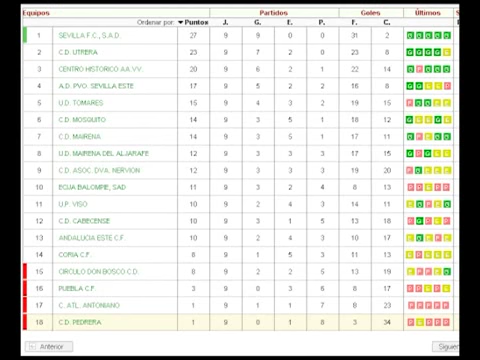 Equipos Partidos Goles Últimos
Ordenar por: Puntos J. G. E. P. F. C.
1 SEVILLA F.C., S.A.D. 27 9 9 0 0 31 2 G G G G G
2 C.D. UTRERA 23 9 7 2 0 23 8 G G G G E
3 CENTRO HISTORICO AA.VV. 20 9 6 2 1 22 14
4 A.D. PVO. SEVILLA ESTE 17 9 5 2 2 16 8 G G E E P
5 U.D. TOMARES 15 9 4 3 2 19 15
6 C.D. MOSQUITO 14 9 3 5 1 18 12
7 C.D. MAIRENA 14 9 3 5 1 17 11
8 U.D. MAIRENA DEL ALJARAFE 12 9 3 3 3 17 15
9 C.D. ASOC. DVA. NERVION 12 9 3 3 3 19 20
10 ECIJA BALOMPIE, SAD 11 9 3 2 4 8 13
11 U.P. VISO 10 9 2 4 3 11 17
12 C.D. CABECENSE 10 9 3 1 5 13 18
13 ANDALUCIA ESTE C.F. 10 9 2 4 3 10 17
14 CORIA C.F. 8 9 1 5 3 11 13
15 CIRCULO DON BOSCO C.D. 8 9 2 2 5 13 19
16 PUEBLA C.F. 3 9 0 3 6 8 17
17 C. ATL. ANTONIANO 9 1 1 7 8 23
18 C.D. PEDRERA 1 9 0 1 8 3 34
Anterior Siguien